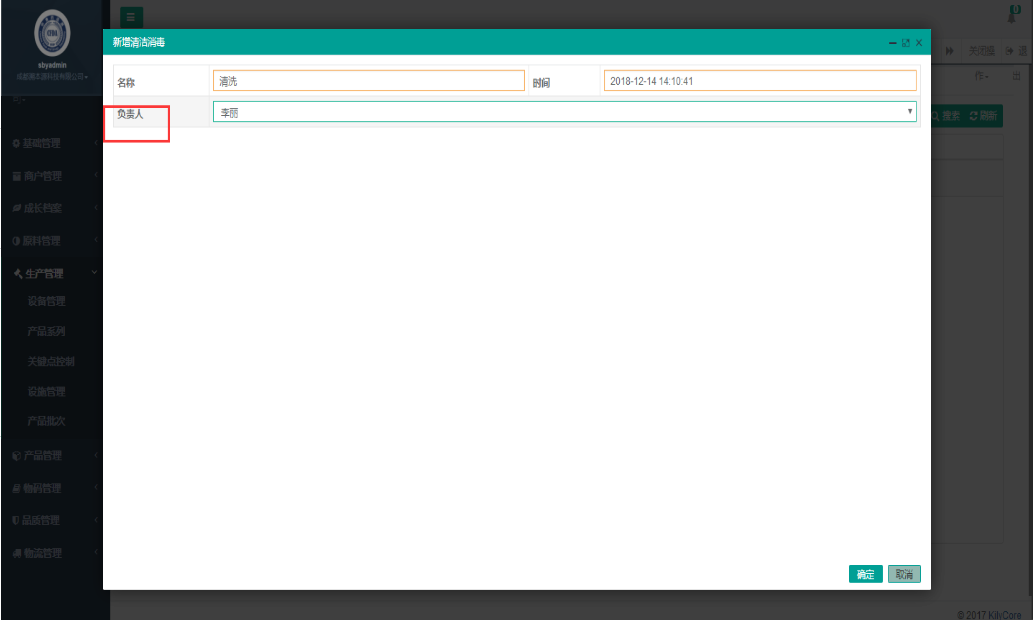 sbyadmin
新增清洁消毒
名称
清洗
时间
2018-12-14 14:10:41
负责人
李丽
关闭
搜索
刷新
基础管理
商户管理
成长档案
原料管理
生产管理
设备管理
产品系列
关键点控制
设施管理
产品批次
产品管理
物码管理
品质管理
物流管理
确定
取消
© 2017 KilyCore